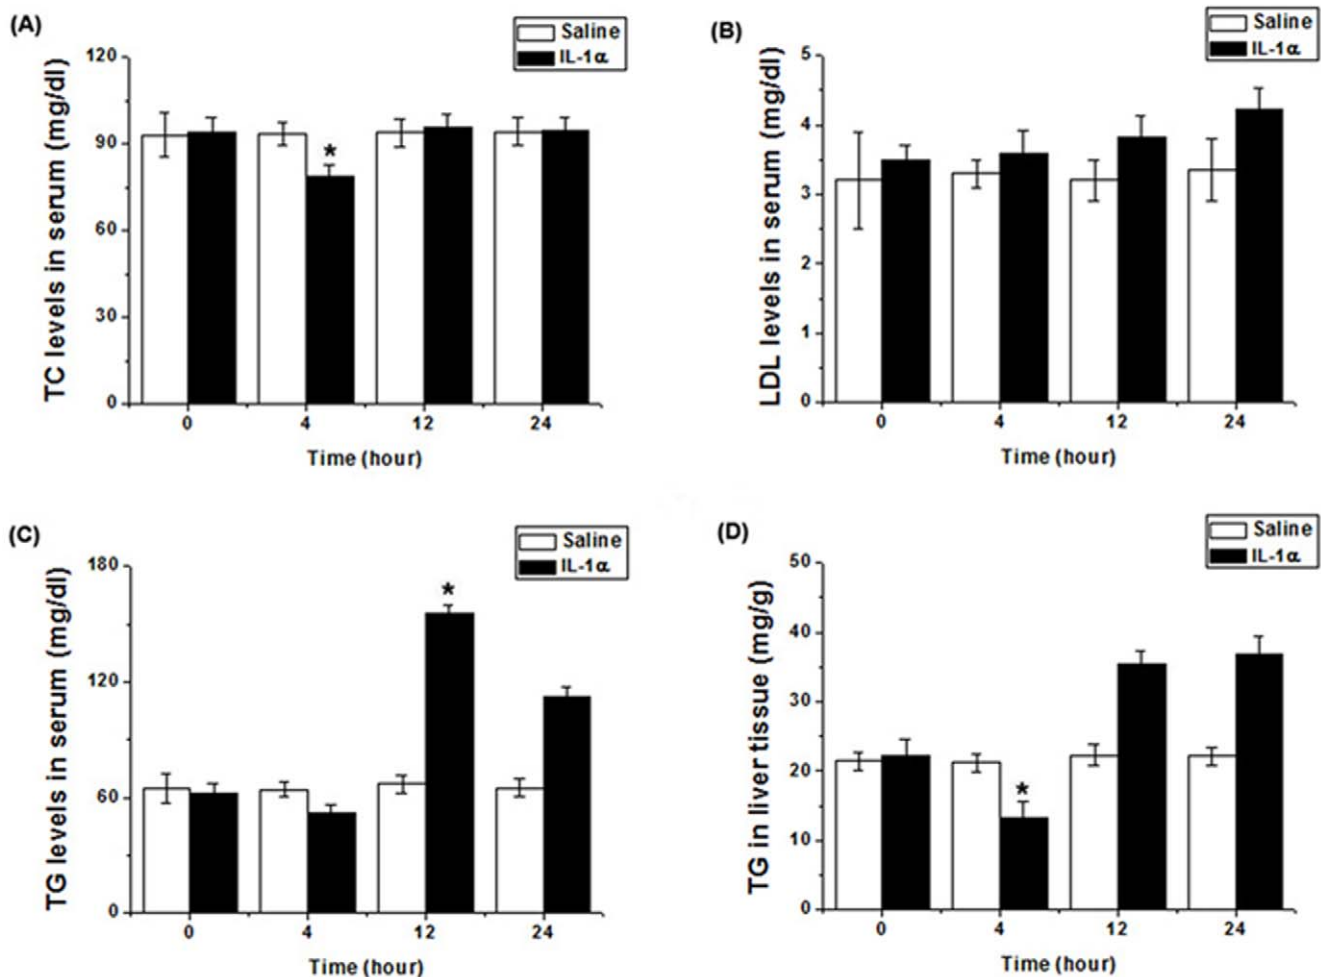 (A)
Saline
IL-1α
TC levels in serum (mg/dl)
120
90
60
30
0
*
0 4 12 24
Time (hour)
(B)
Saline
IL-1α
LDL levels in serum (mg/dl)
5
4
3
2
1
0
0 4 12 24
Time (hour)
(C)
Saline
IL-1α
TG levels in serum (mg/dl)
180
120
60
0
*
0 4 12 24
Time (hour)
(D)
Saline
IL-1α
TG in liver tissue (mg/g)
50
40
30
20
10
0
*
0 4 12 24
Time (hour)